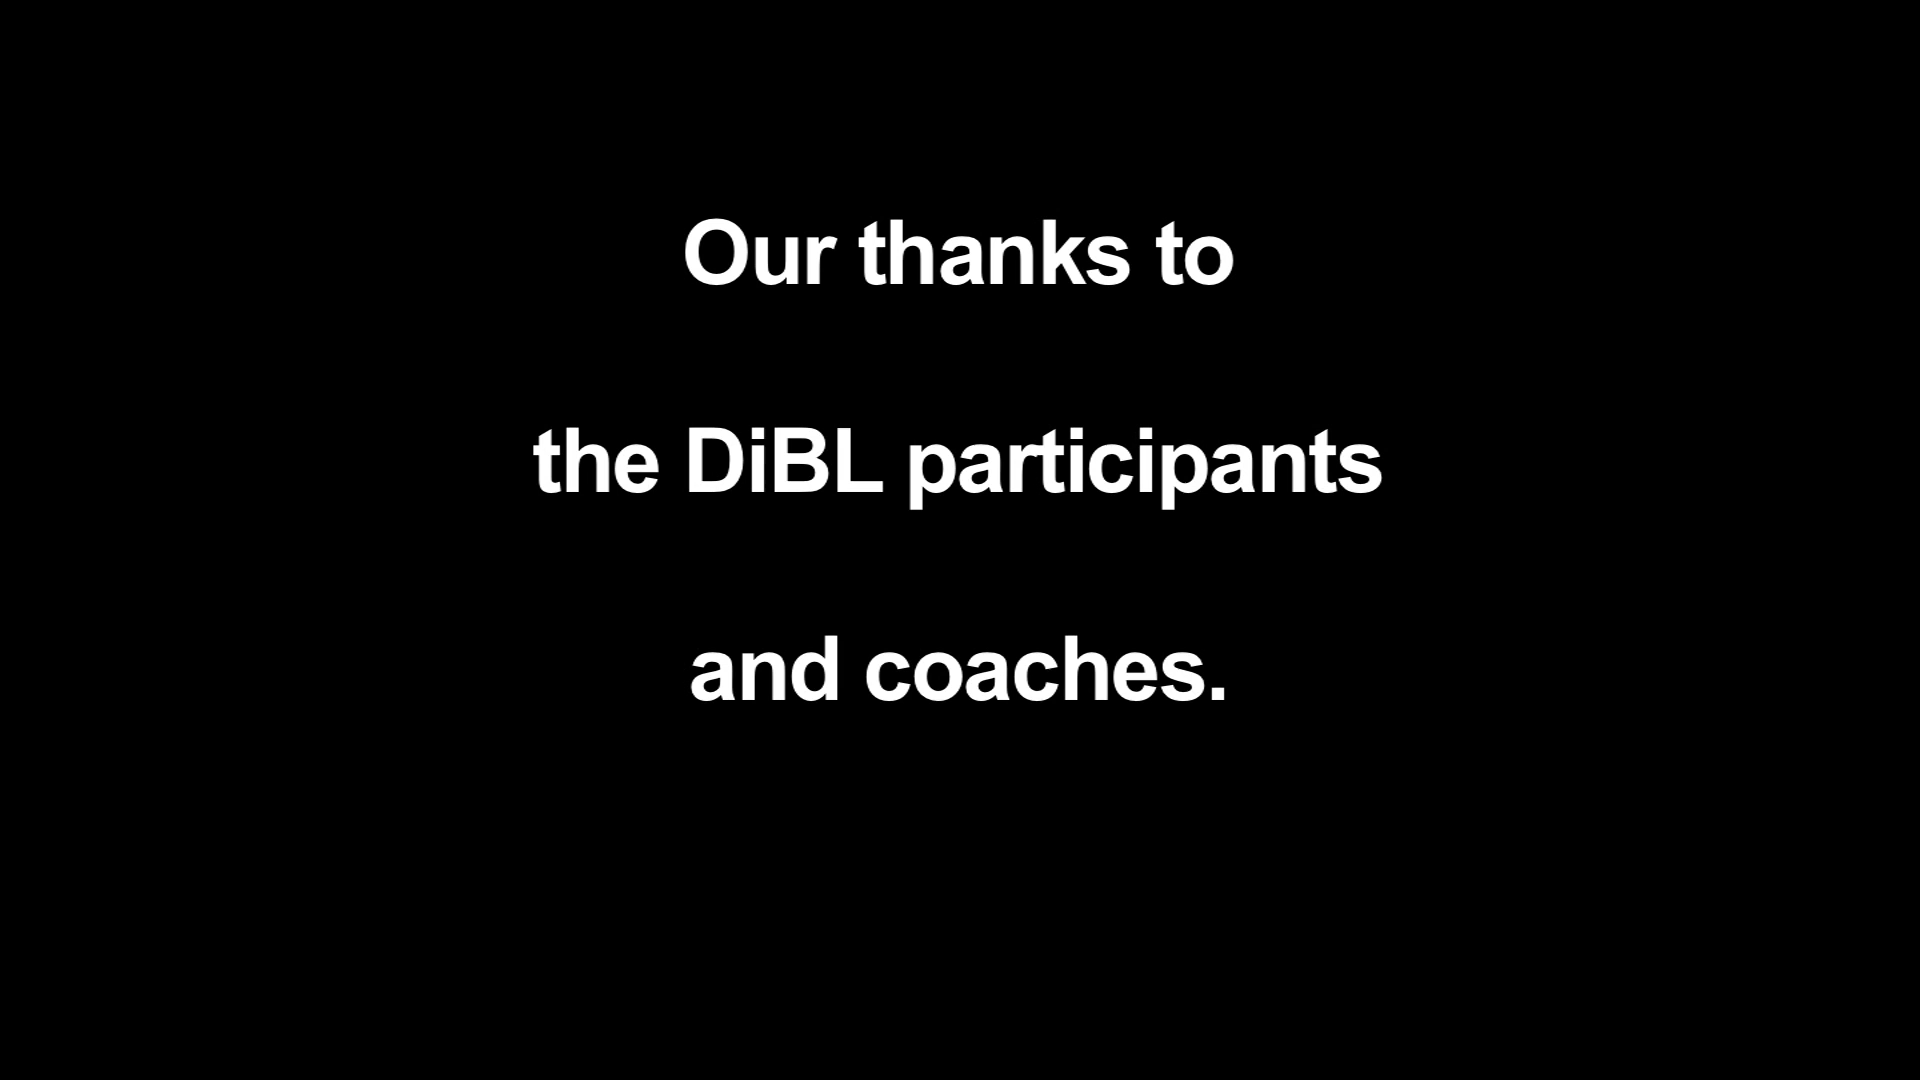 Our thanks to
the DiBL participants
and coaches.